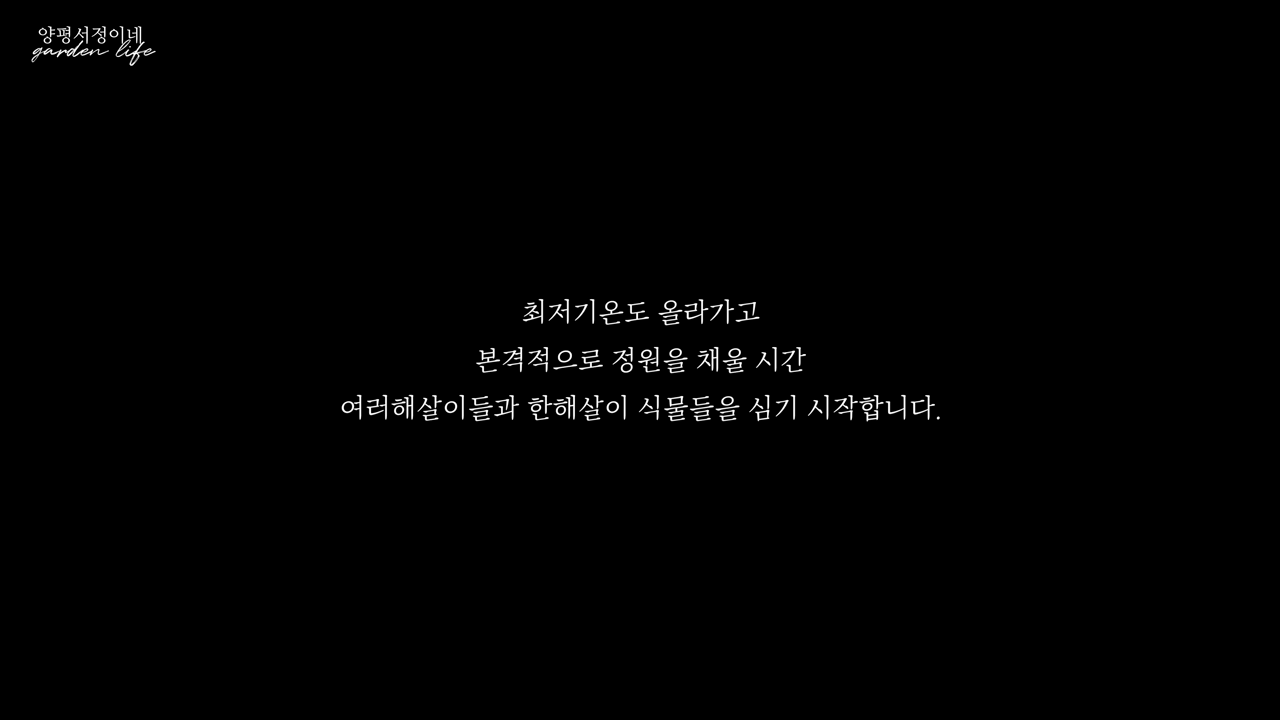 양평서정이네
garden life
최저기온도 올라가고
본격적으로 정원을 채울 시간
여러해살이들과 한해살이 식물들을 심기 시작합니다.